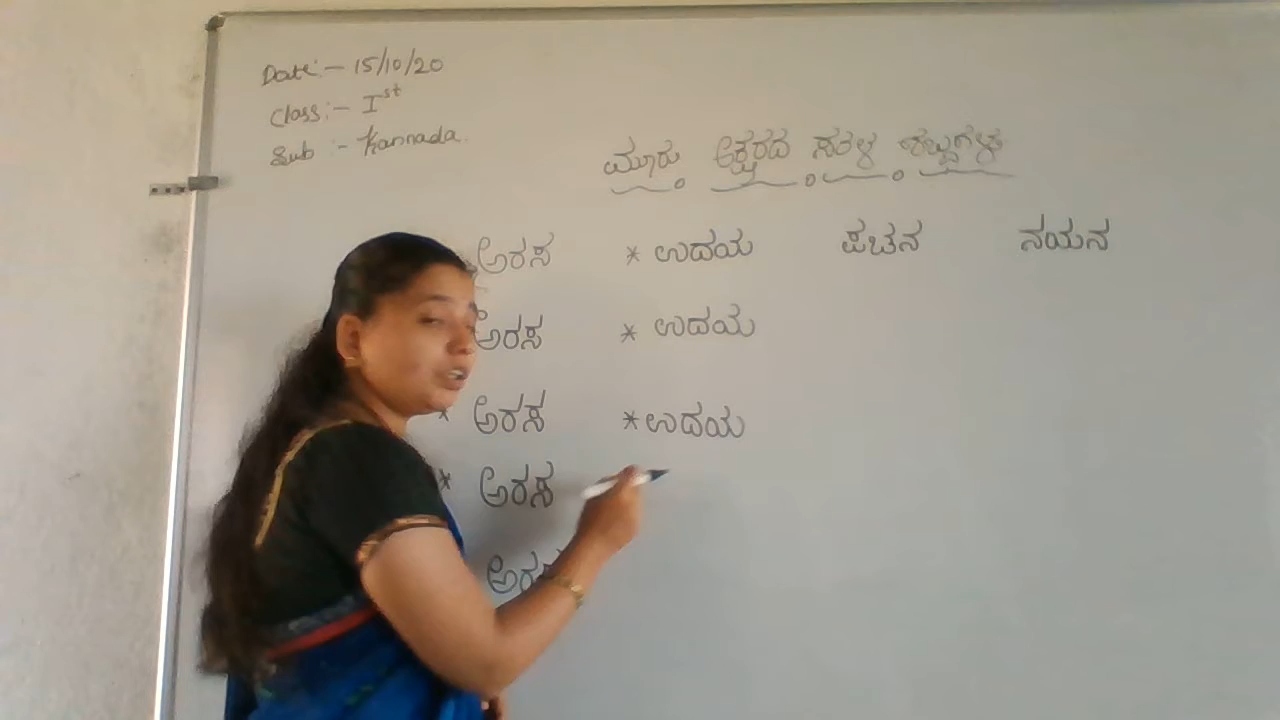 Date:- 15/10/20
Class:- Ist
Sub :- Kannada.
ಮೂರು ಅಕ್ಷರದ ಸರಳ ಶಬ್ದಗಳು
ಅರಸ * ಉದಯ ಪಚನ ನಯನ
ಅರಸ * ಉದಯ
* ಅರಸ * ಉದಯ
* ಅರಸ